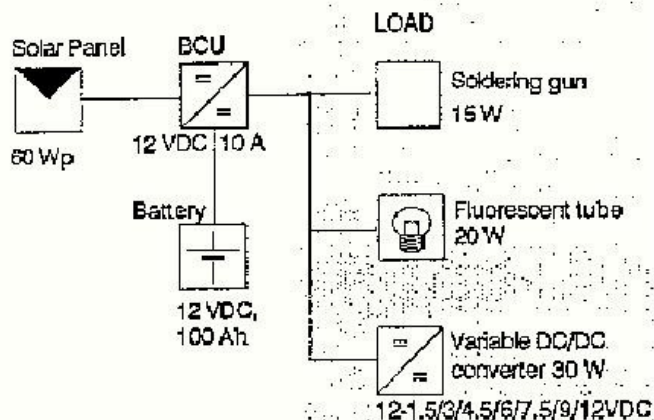 LOAD
Solar Panel
BCU
60 Wp
12 VDC 10 A
Battery
12 VDC,
100 Ah
Soldering gun
15 W
Fluorescent tube
20 W
Variable DC/DC
converter 30 W
12-1,5/3/4,5/6/7,5/9/12VDC